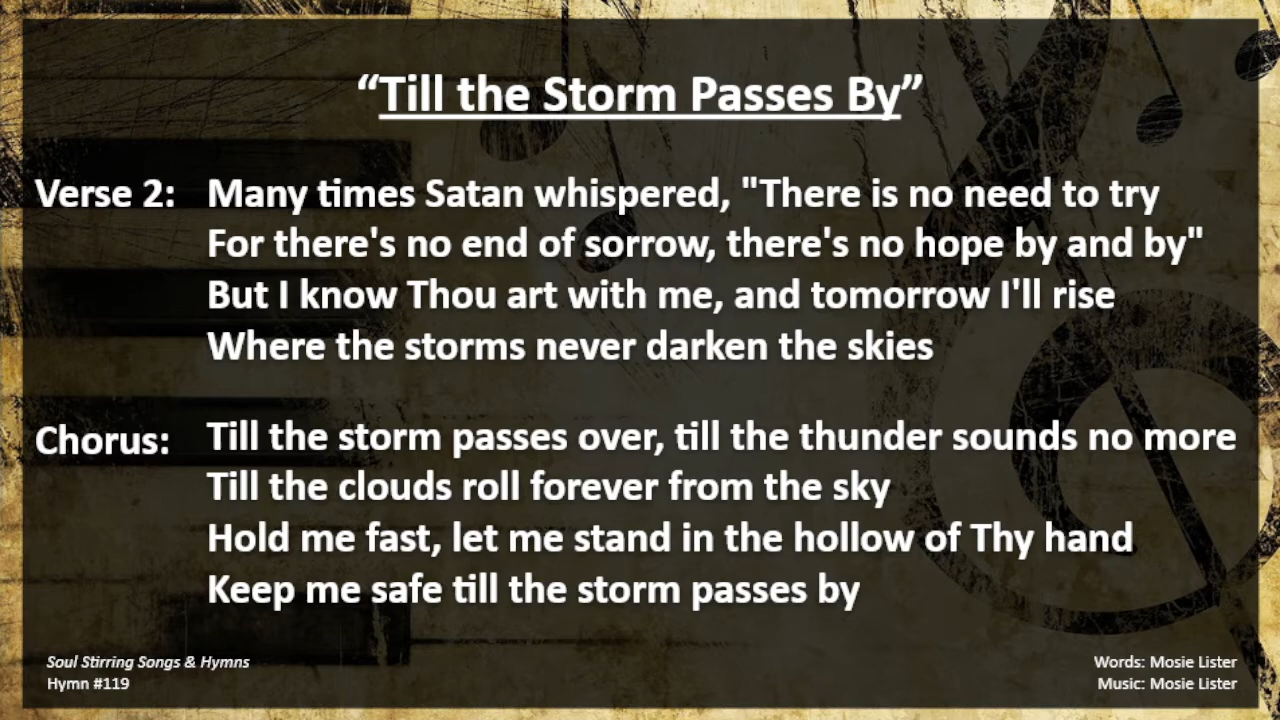 “Till the Storm Passes By”
Verse 2: Many times Satan whispered, "There is no need to try
For there's no end of sorrow, there's no hope by and by"
But I know Thou art with me, and tomorrow I'll rise
Where the storms never darken the skies
Chorus: Till the storm passes over, till the thunder sounds no more
Till the clouds roll forever from the sky
Hold me fast, let me stand in the hollow of Thy hand
Keep me safe till the storm passes by
Soul Stirring Songs & Hymns
Hymn #119
Words: Mosie Lister
Music: Mosie Lister